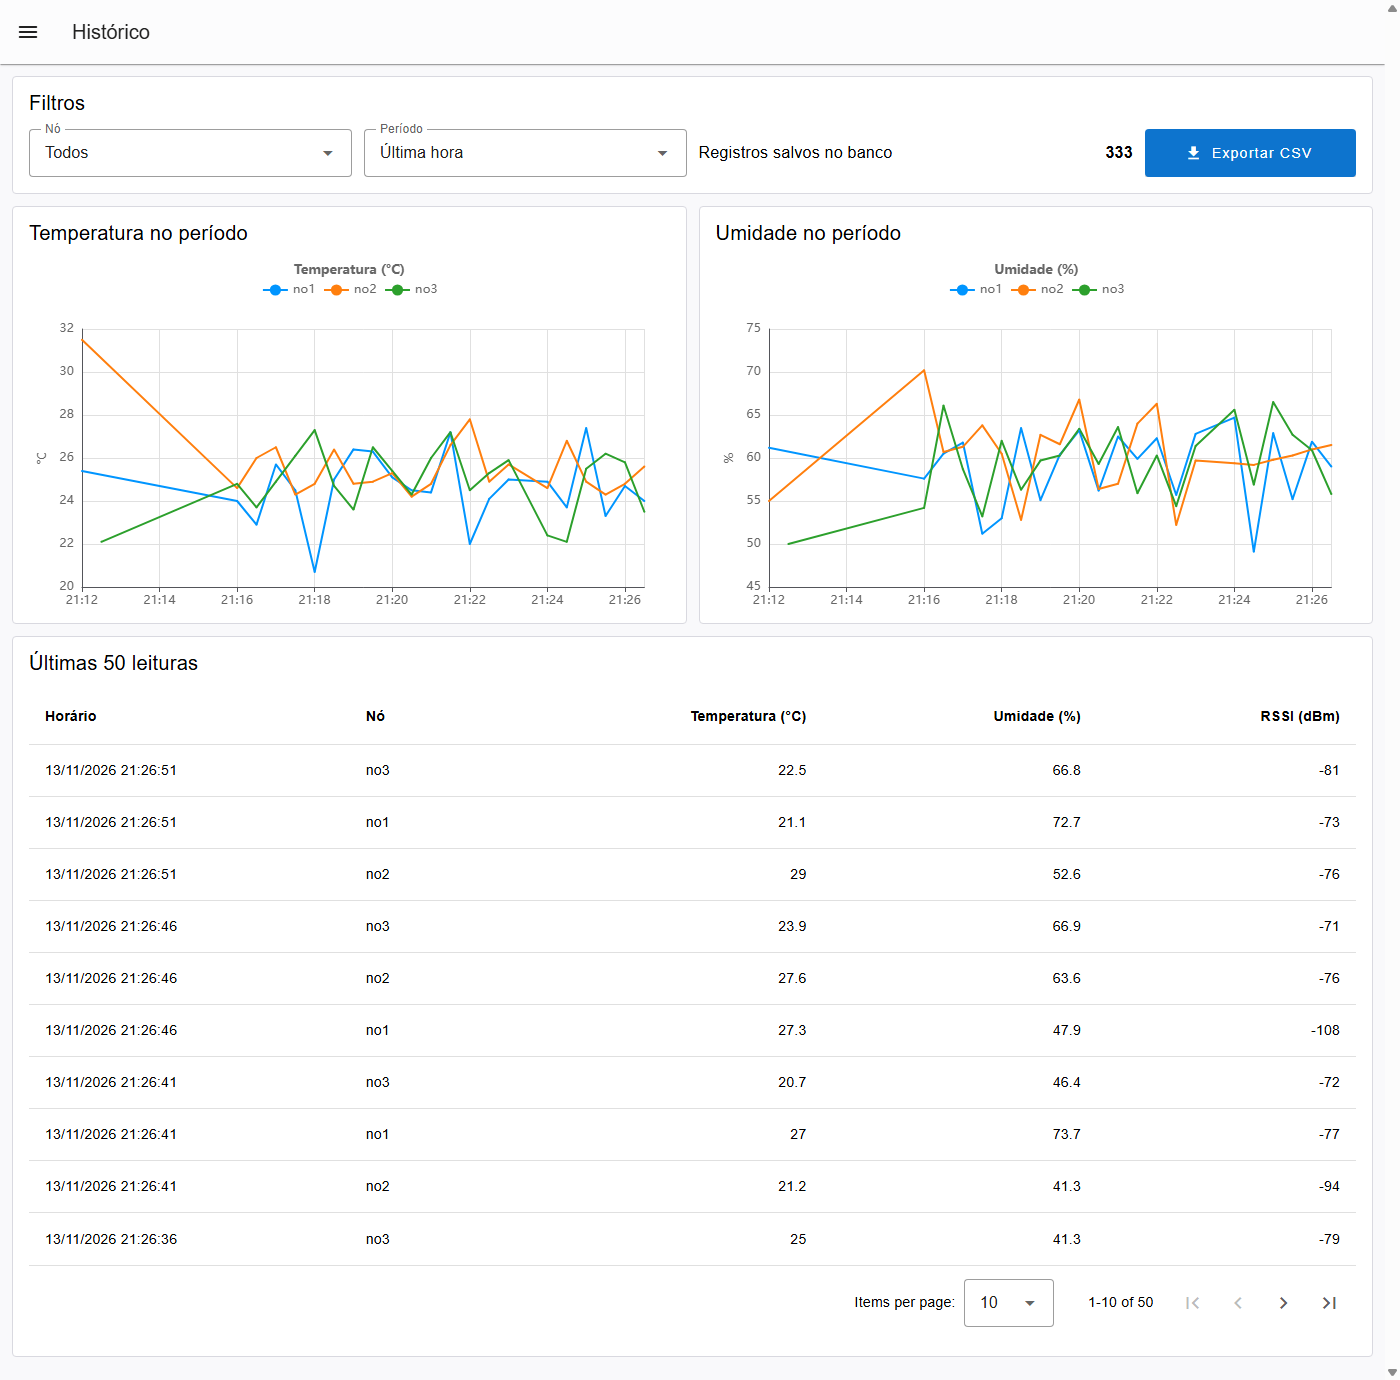 Histórico
Filtros
Nó
Todos
Período
Última hora
Registros salvos no banco
333
Exportar CSV
Temperatura no período
Temperatura (°C)
no1 no2 no3
32
30
28
26
24
22
20
°C
21:12 21:14 21:16 21:18 21:20 21:22 21:24 21:26
Umidade no período
Umidade (%)
no1 no2 no3
75
70
65
60
55
50
45
%
21:12 21:14 21:16 21:18 21:20 21:22 21:24 21:26
Últimas 50 leituras
Horário Nó Temperatura (°C) Umidade (%) RSSI (dBm)
13/11/2026 21:26:51 no3 22.5 66.8 -81
13/11/2026 21:26:51 no1 21.1 72.7 -73
13/11/2026 21:26:51 no2 29 52.6 -76
13/11/2026 21:26:46 no3 23.9 66.9 -71
13/11/2026 21:26:46 no2 27.6 63.6 -76
13/11/2026 21:26:46 no1 27.3 47.9 -108
13/11/2026 21:26:41 no3 20.7 46.4 -72
13/11/2026 21:26:41 no1 27 73.7 -77
13/11/2026 21:26:41 no2 21.2 41.3 -94
13/11/2026 21:26:36 no3 25 41.3 -79
Items per page: 10 1-10 of 50